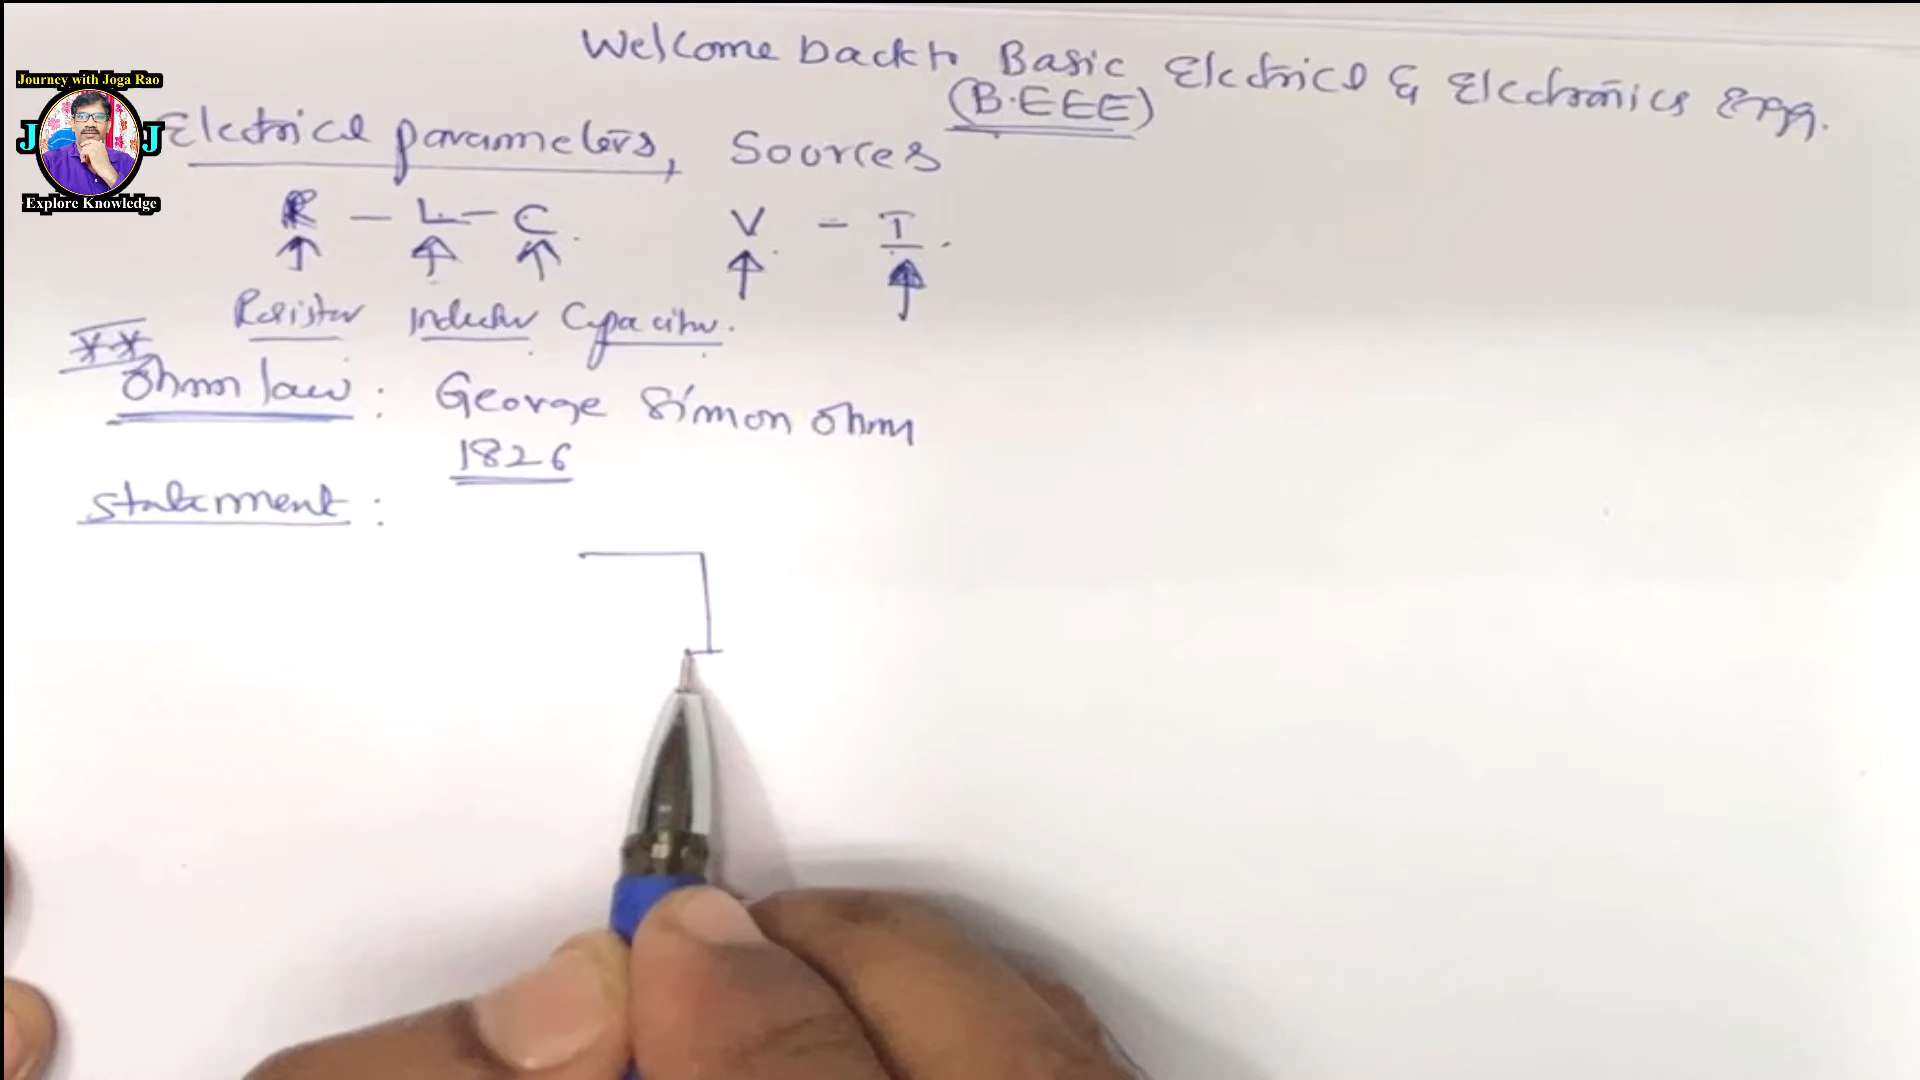 Welcome back to Basic Electrical & Electronics Engg.
(B.EEE)
Journey with Joga Rao
J J
Explore Knowledge
Electrical parameters, Sources
R - L - C. V - I.
Resistor Inductor Capacitor.
**
Ohm law : George Simon Ohm
1826
Statement :